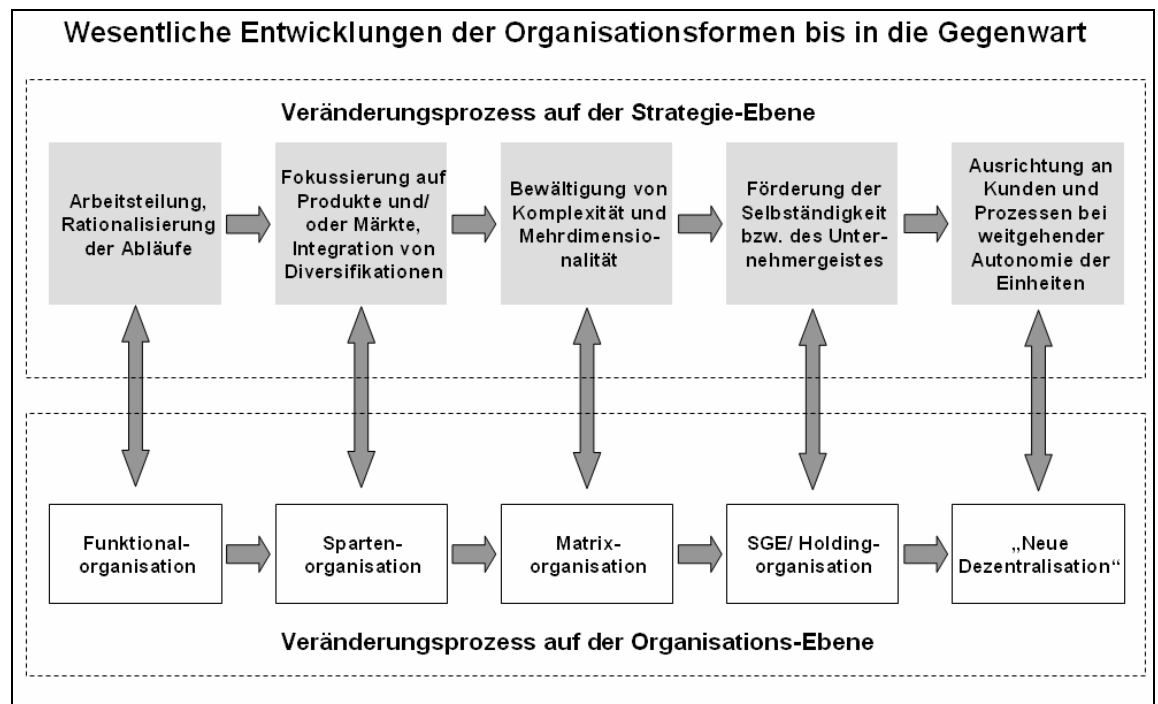 Wesentliche Entwicklungen der Organisationsformen bis in die Gegenwart
Veränderungsprozess auf der Strategie-Ebene
Arbeitsteilung,
Rationalisierung
der Abläufe
Fokussierung auf
Produkte und/
oder Märkte,
Integration von
Diversifikationen
Bewältigung von
Komplexität und
Mehrdimensio-
nalität
Förderung der
Selbständigkeit
bzw. des Unter-
nehmergeistes
Ausrichtung an
Kunden und
Prozessen bei
weitgehender
Autonomie der
Einheiten
Funktional-
organisation
Sparten-
organisation
Matrix-
organisation
SGE/ Holding-
organisation
„Neue
Dezentralisation“
Veränderungsprozess auf der Organisations-Ebene